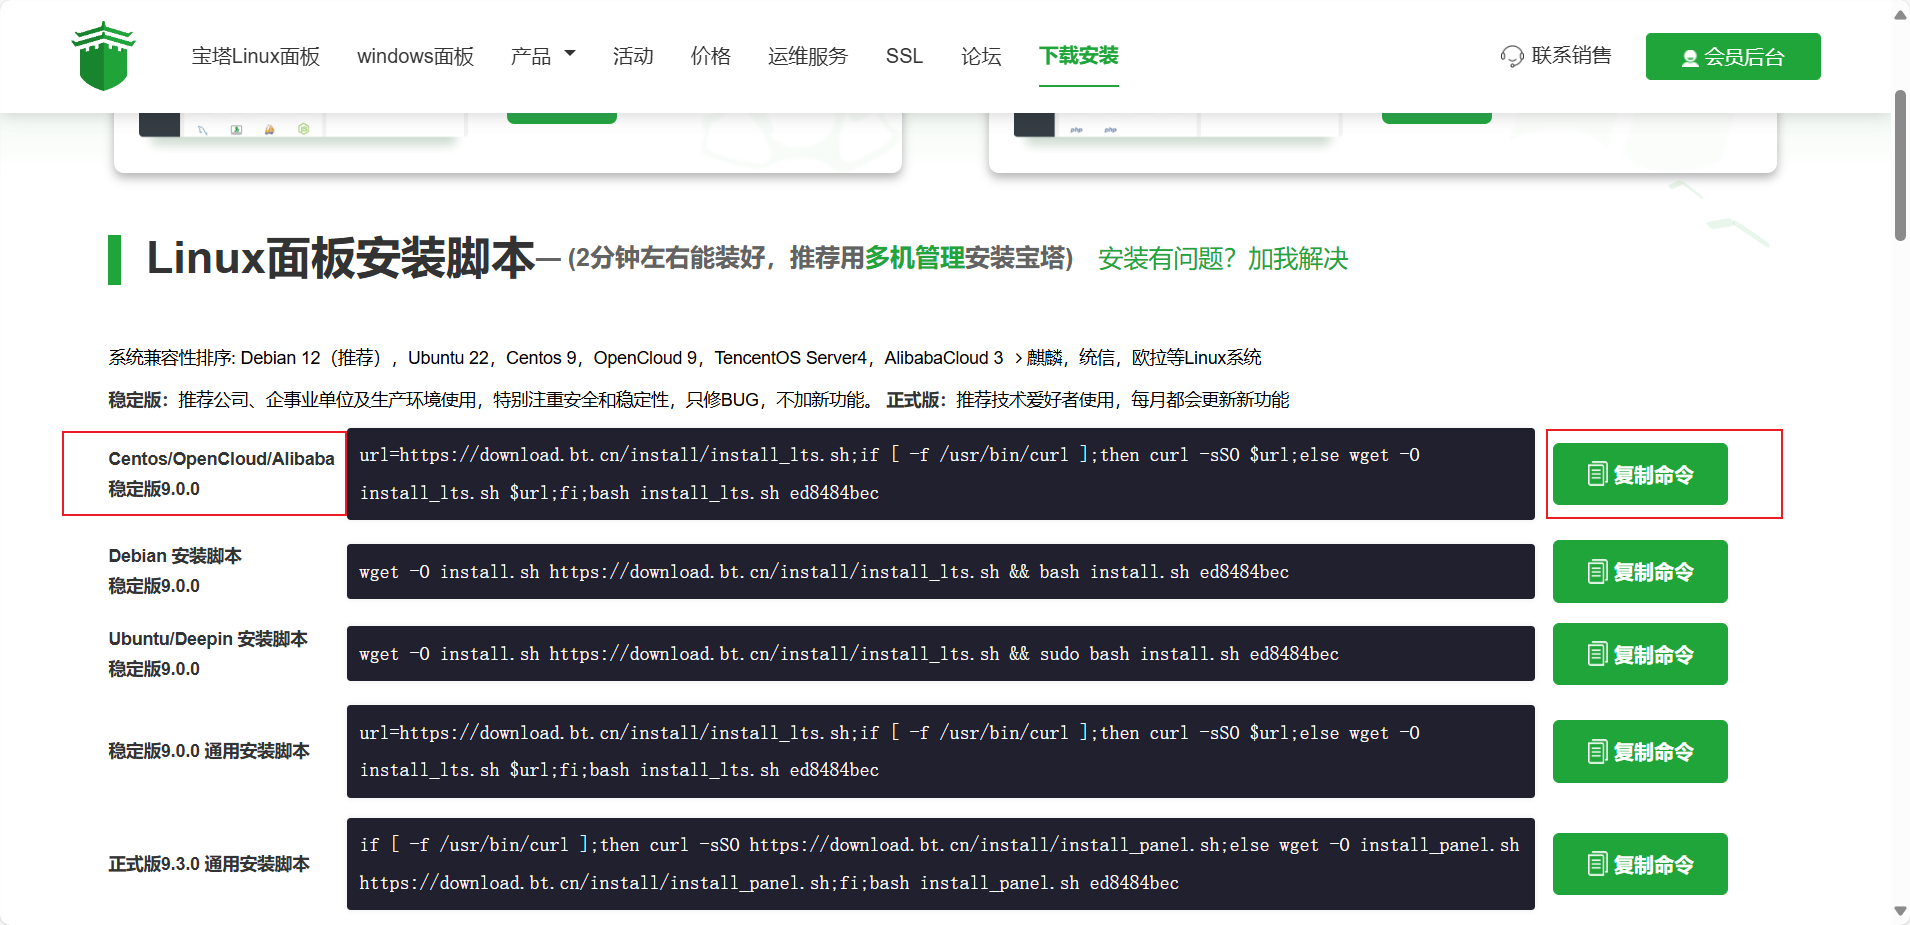 宝塔Linux面板 windows面板 产品 活动 价格 运维服务 SSL 论坛 下载安装 联系销售 会员后台
php php
Linux面板安装脚本— (2分钟左右能装好，推荐用多机管理安装宝塔) 安装有问题？加我解决
系统兼容性排序: Debian 12（推荐）, Ubuntu 22，Centos 9，OpenCloud 9，TencentOS Server4，AlibabaCloud 3 > 麒麟，统信，欧拉等Linux系统
稳定版：推荐公司、企事业单位及生产环境使用，特别注重安全和稳定性，只修BUG，不加新功能。 正式版：推荐技术爱好者使用，每月都会更新新功能
Centos/OpenCloud/Alibaba
稳定版9.0.0
url=https://download.bt.cn/install/install_lts.sh;if [ -f /usr/bin/curl ];then curl -sSO $url;else wget -O
install_lts.sh $url;fi;bash install_lts.sh ed8484bec
复制命令
Debian 安装脚本
稳定版9.0.0
wget -O install.sh https://download.bt.cn/install/install_lts.sh && bash install.sh ed8484bec
复制命令
Ubuntu/Deepin 安装脚本
稳定版9.0.0
wget -O install.sh https://download.bt.cn/install/install_lts.sh && sudo bash install.sh ed8484bec
复制命令
稳定版9.0.0 通用安装脚本
url=https://download.bt.cn/install/install_lts.sh;if [ -f /usr/bin/curl ];then curl -sSO $url;else wget -O
install_lts.sh $url;fi;bash install_lts.sh ed8484bec
复制命令
正式版9.3.0 通用安装脚本
if [ -f /usr/bin/curl ];then curl -sSO https://download.bt.cn/install/install_panel.sh;else wget -O install_panel.sh
https://download.bt.cn/install/install_panel.sh;fi;bash install_panel.sh ed8484bec
复制命令